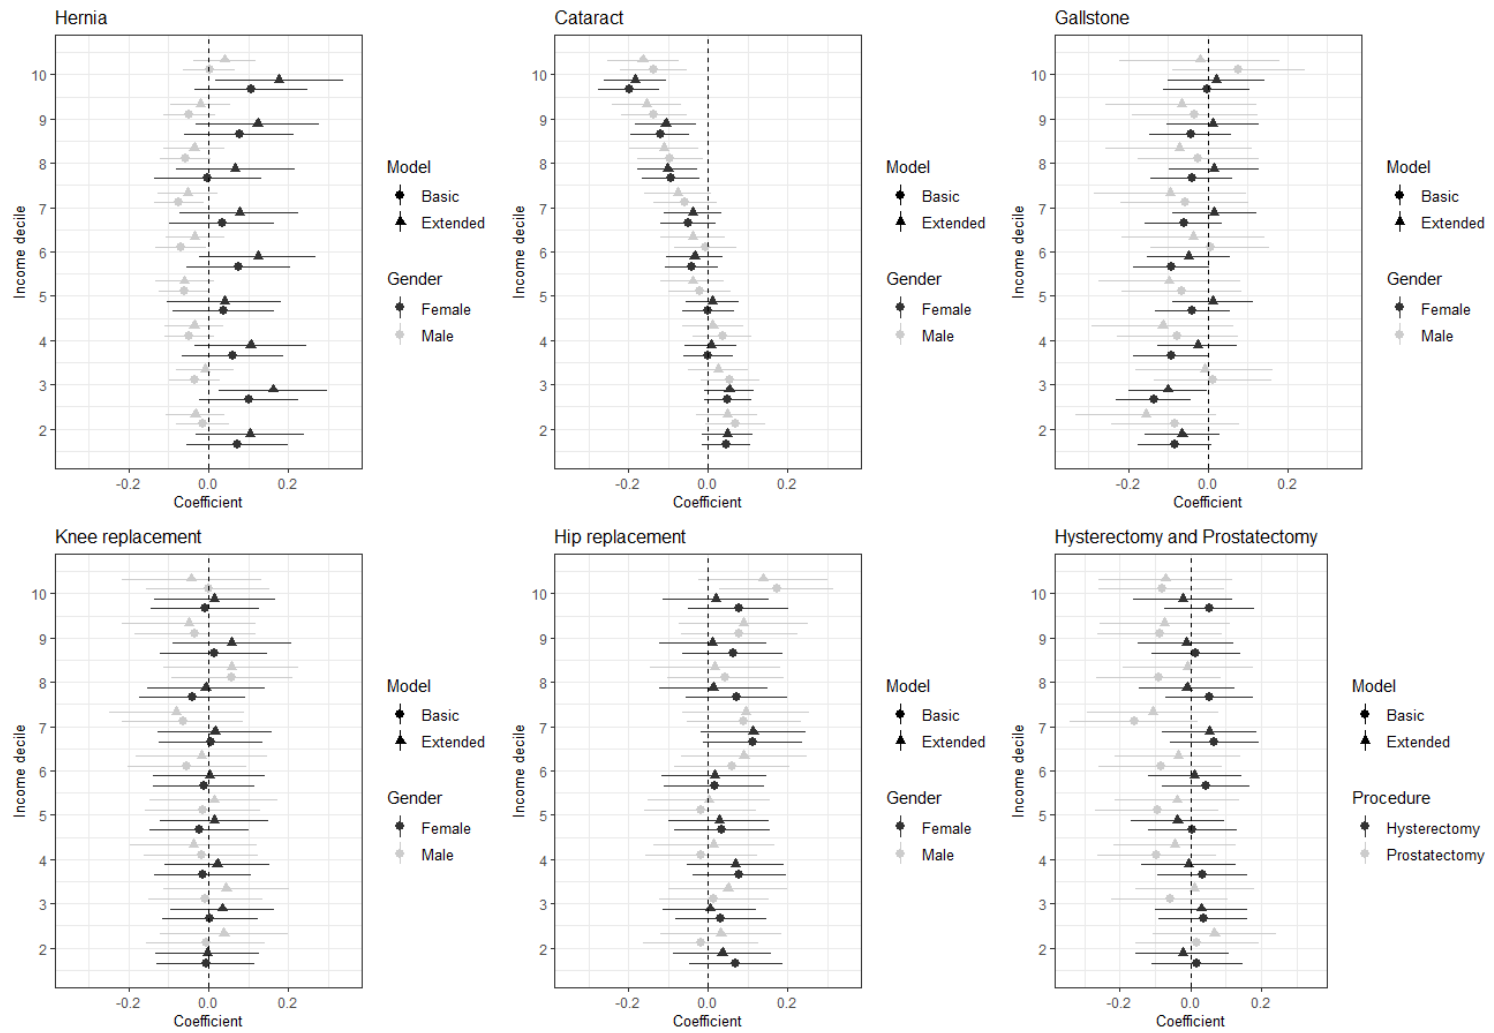 Hernia
Income decile
10
9
8
7
6
5
4
3
2
-0.2 0.0 0.2
Coefficient
Model
Basic
Extended
Gender
Female
Male
Cataract
Income decile
10
9
8
7
6
5
4
3
2
-0.2 0.0 0.2
Coefficient
Model
Basic
Extended
Gender
Female
Male
Gallstone
Income decile
10
9
8
7
6
5
4
3
2
-0.2 0.0 0.2
Coefficient
Model
Basic
Extended
Gender
Female
Male
Knee replacement
Income decile
10
9
8
7
6
5
4
3
2
-0.2 0.0 0.2
Coefficient
Model
Basic
Extended
Gender
Female
Male
Hip replacement
Income decile
10
9
8
7
6
5
4
3
2
-0.2 0.0 0.2
Coefficient
Model
Basic
Extended
Gender
Female
Male
Hysterectomy and Prostatectomy
Income decile
10
9
8
7
6
5
4
3
2
-0.2 0.0 0.2
Coefficient
Model
Basic
Extended
Procedure
Hysterectomy
Prostatectomy